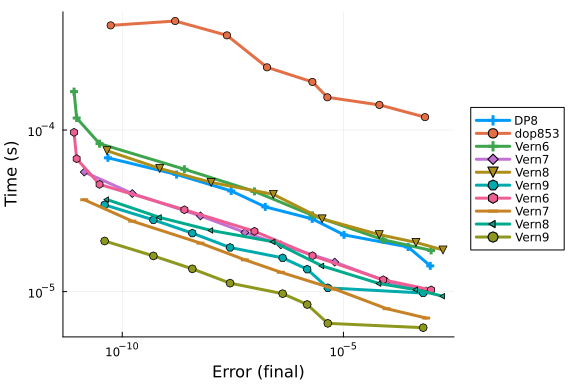 Time (s)
10⁻⁴
10⁻⁵
10⁻¹⁰
10⁻⁵
Error (final)
DP8
dop853
Vern6
Vern7
Vern8
Vern9
Vern6
Vern7
Vern8
Vern9